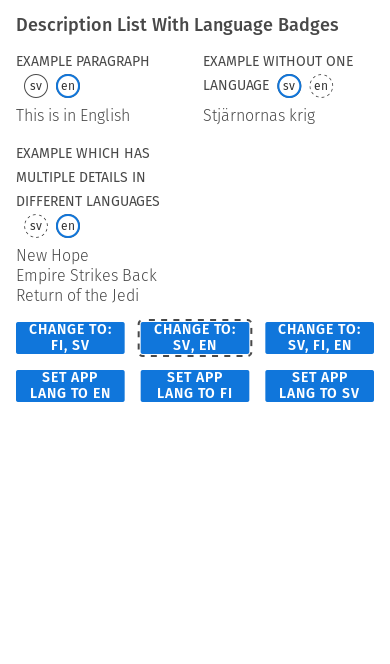 Description List With Language Badges
EXAMPLE PARAGRAPH
sv en
This is in English
EXAMPLE WITHOUT ONE
LANGUAGE sv en
Stjärnornas krig
EXAMPLE WHICH HAS
MULTIPLE DETAILS IN
DIFFERENT LANGUAGES
sv en
New Hope
Empire Strikes Back
Return of the Jedi
CHANGE TO:
FI, SV
CHANGE TO:
SV, EN
CHANGE TO:
SV, FI, EN
SET APP
LANG TO EN
SET APP
LANG TO FI
SET APP
LANG TO SV